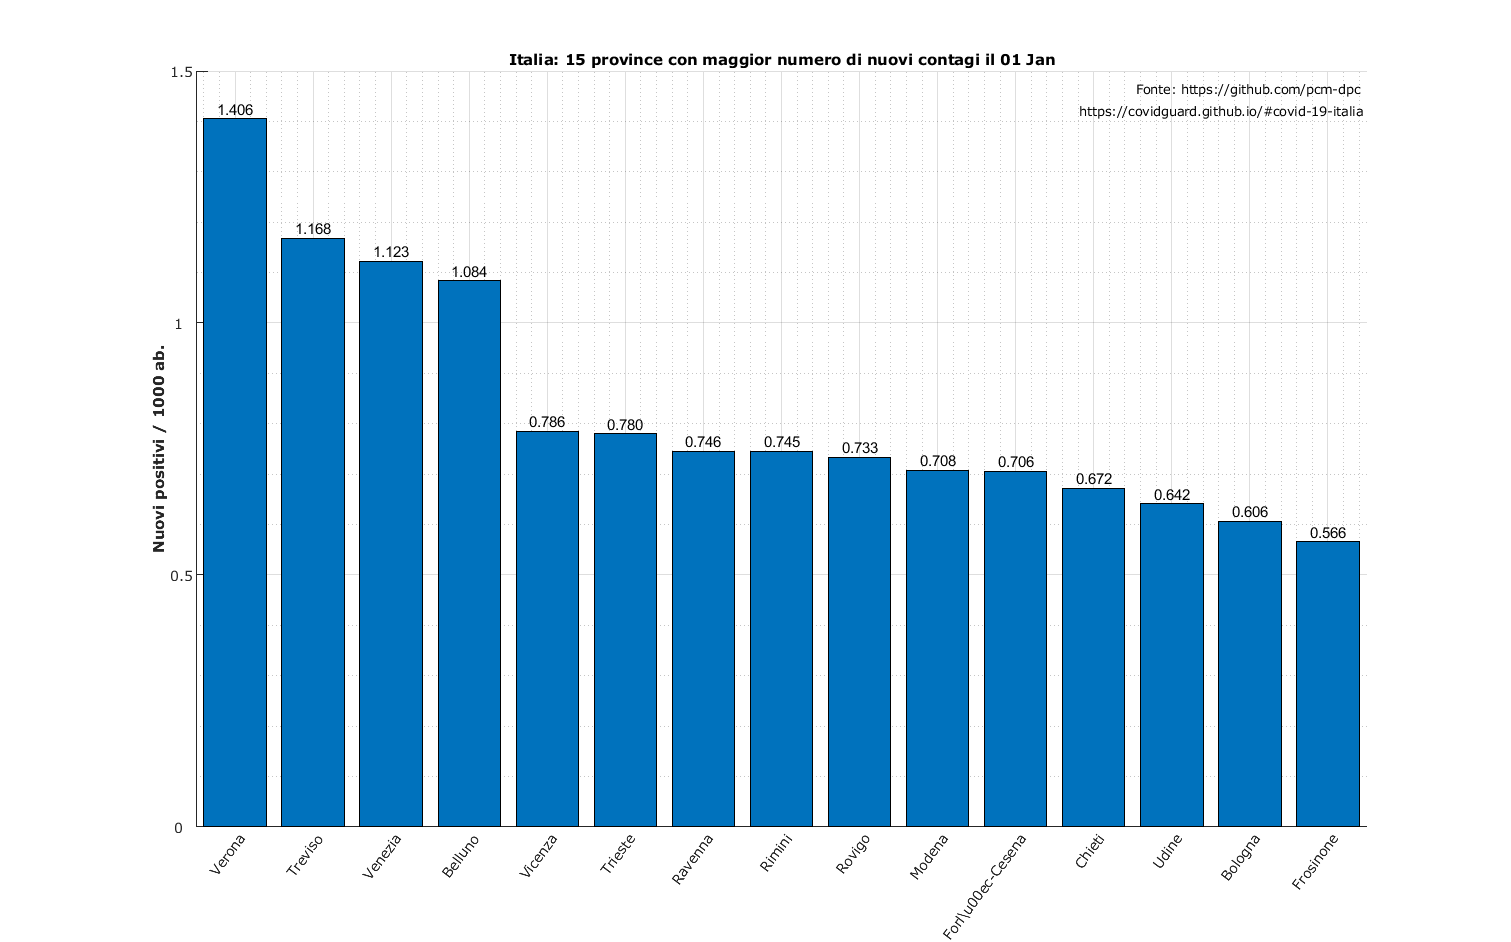 Italia: 15 province con maggior numero di nuovi contagi il 01 Jan
Fonte: https://github.com/pcm-dpc
https://covidguard.github.io/#covid-19-italia
Nuovi positivi / 1000 ab.
1.5
1
0.5
0
1.406
1.168
1.123
1.084
0.786
0.780
0.746
0.745
0.733
0.708
0.706
0.672
0.642
0.606
0.566
Verona
Treviso
Venezia
Belluno
Vicenza
Trieste
Ravenna
Rimini
Rovigo
Modena
Forl\u00ec-Cesena
Chieti
Udine
Bologna
Frosinone